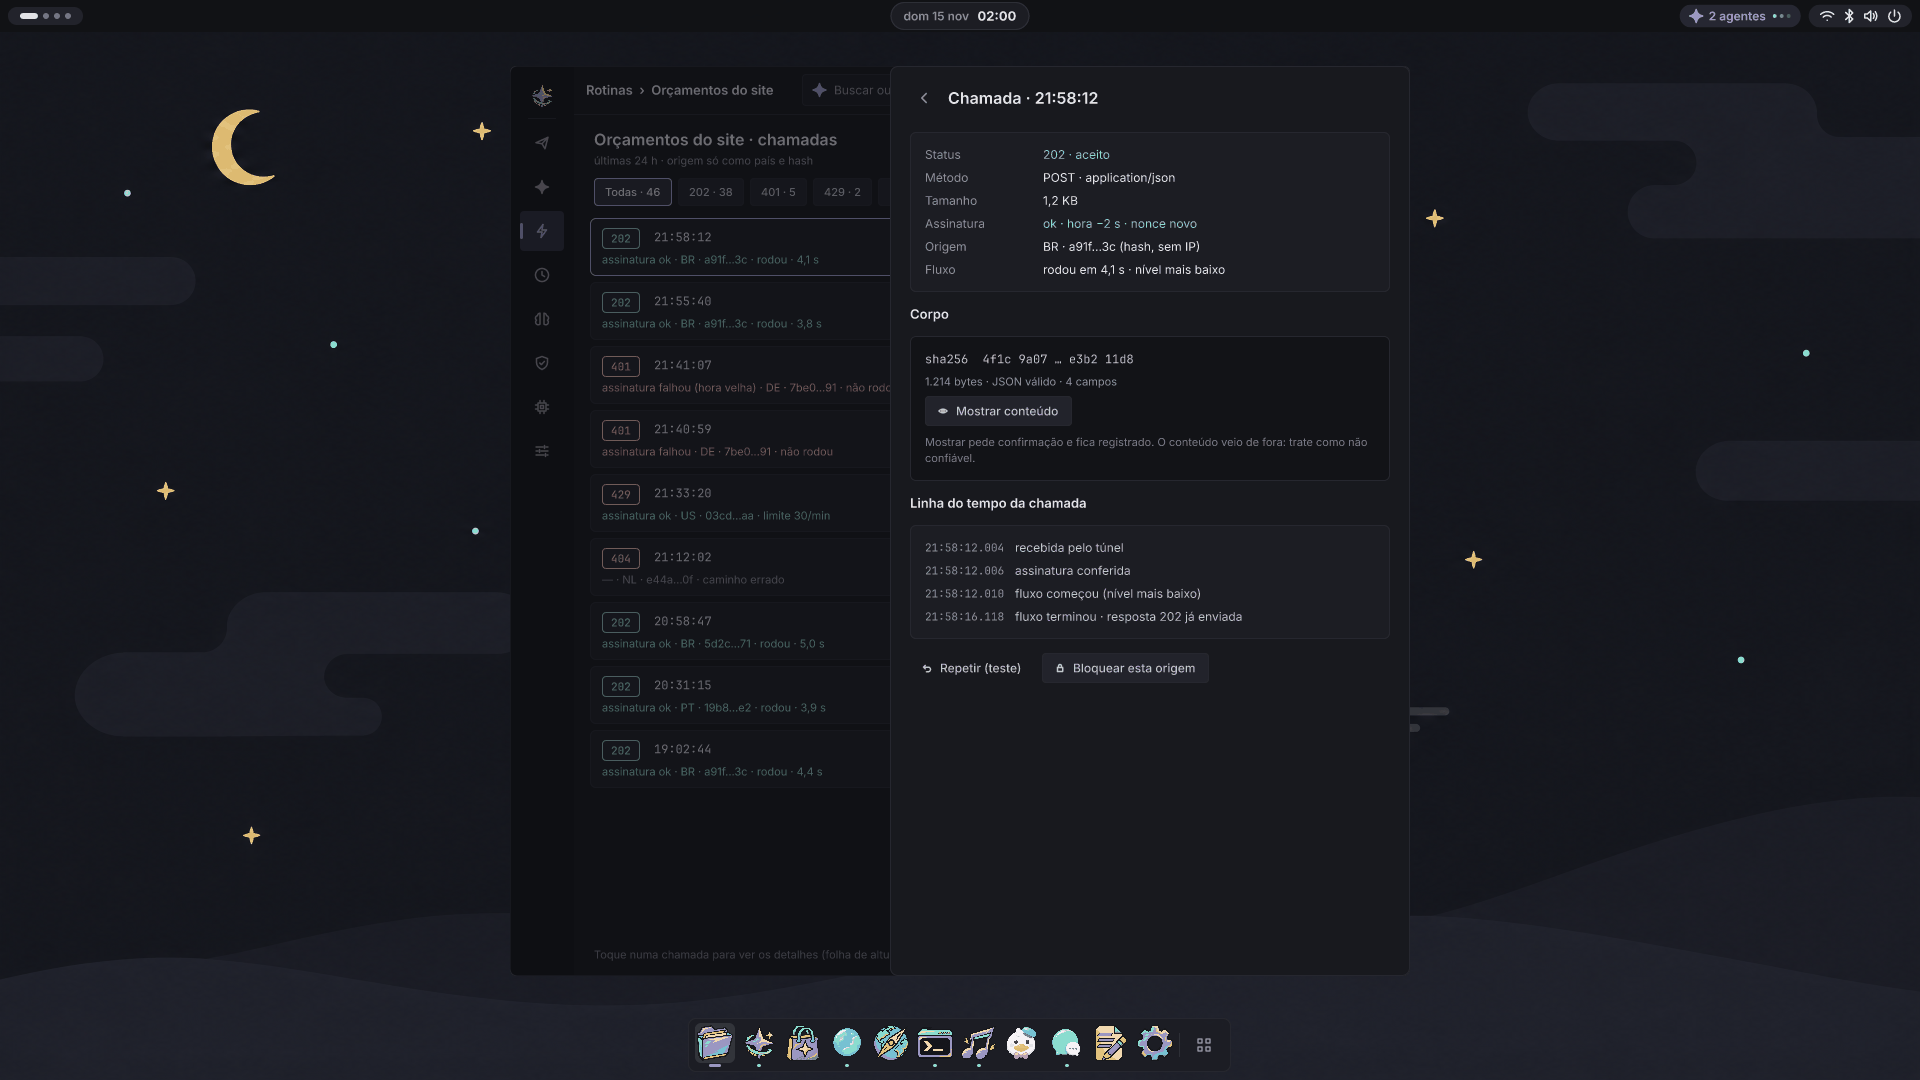 dom 15 nov 02:00
2 agentes
Rotinas › Orçamentos do site
Buscar ou
Orçamentos do site · chamadas
últimas 24 h · origem só como país e hash
Todas · 46
202 · 38
401 · 5
429 · 2
202 21:58:12
assinatura ok · BR · a91f…3c · rodou · 4,1 s
202 21:55:40
assinatura ok · BR · a91f…3c · rodou · 3,8 s
401 21:41:07
assinatura falhou (hora velha) · DE · 7be0…91 · não rodo
401 21:40:59
assinatura falhou · DE · 7be0…91 · não rodou
429 21:33:20
assinatura ok · US · 03cd…aa · limite 30/min
404 21:12:02
— · NL · e44a…0f · caminho errado
202 20:58:47
assinatura ok · BR · 5d2c…71 · rodou · 5,0 s
202 20:31:15
assinatura ok · PT · 19b8…e2 · rodou · 3,9 s
202 19:02:44
assinatura ok · BR · a91f…3c · rodou · 4,4 s
Toque numa chamada para ver os detalhes (folha de altu
Chamada · 21:58:12
Status 202 · aceito
Método POST · application/json
Tamanho 1,2 KB
Assinatura ok · hora −2 s · nonce novo
Origem BR · a91f…3c (hash, sem IP)
Fluxo rodou em 4,1 s · nível mais baixo
Corpo
sha256 4f1c 9a07 … e3b2 11d8
1.214 bytes · JSON válido · 4 campos
Mostrar conteúdo
Mostrar pede confirmação e fica registrado. O conteúdo veio de fora: trate como não
confiável.
Linha do tempo da chamada
21:58:12.004 recebida pelo túnel
21:58:12.006 assinatura conferida
21:58:12.010 fluxo começou (nível mais baixo)
21:58:16.118 fluxo terminou · resposta 202 já enviada
Repetir (teste)
Bloquear esta origem